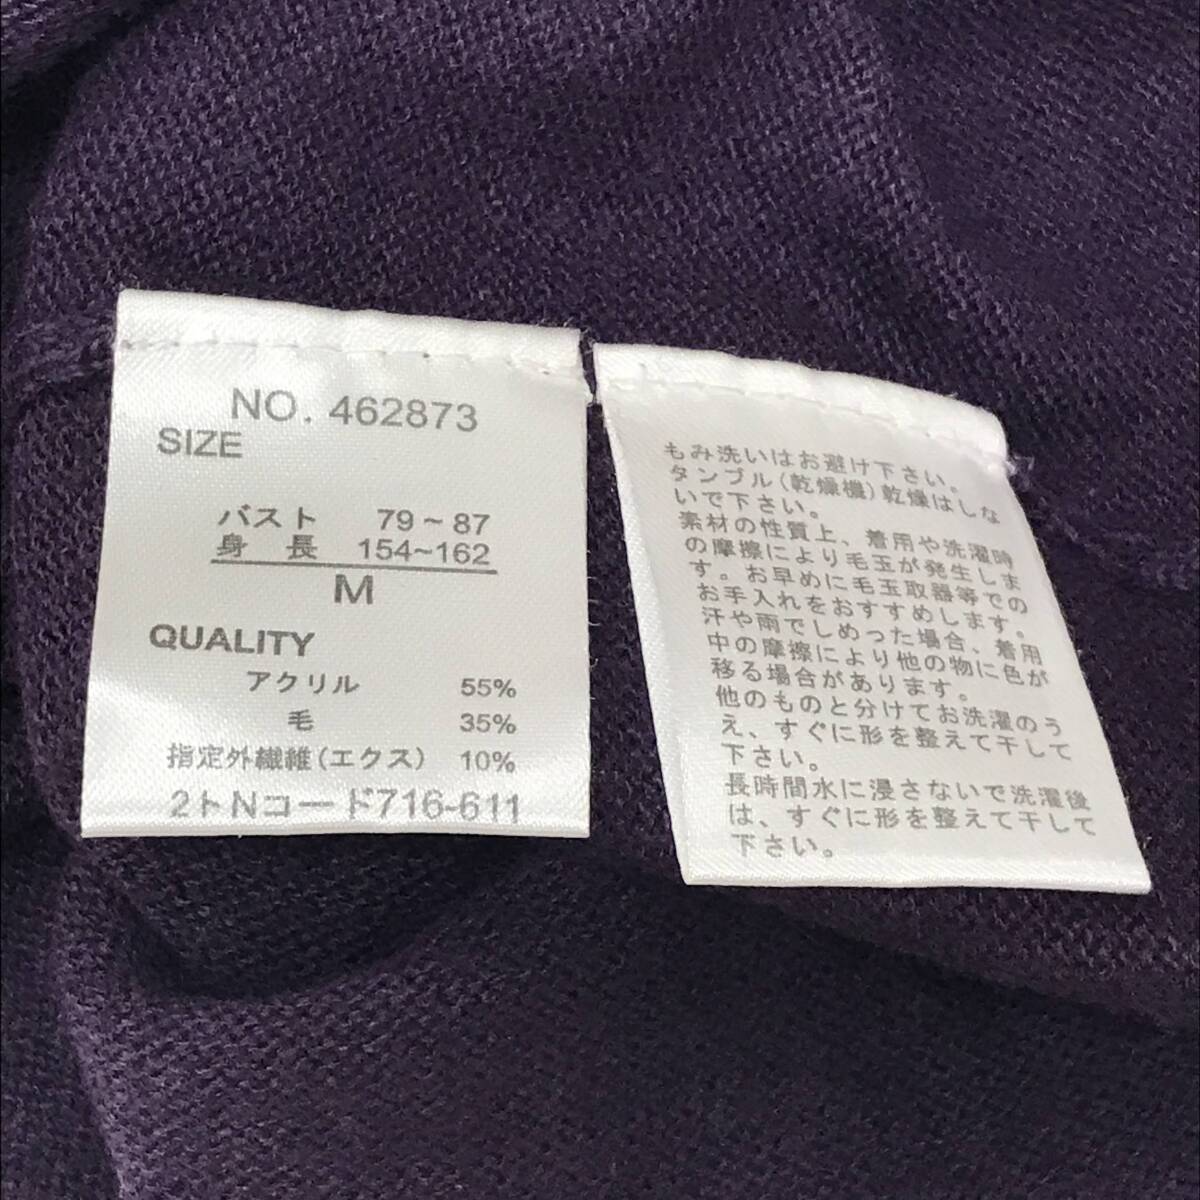 NO. 462873
SIZE
バスト 79~87
身 長 154~162
M
QUALITY
アクリル 55%
毛 35%
指定外繊維(エクス) 10%
2トNコード716-611
もみ洗いはお避け下さい。
タンブル(乾燥機)乾燥はしな
いで下さい。
素材の性質上、着用や洗濯時
の摩擦により毛玉が発生しま
す。お早めに毛玉取器等での
お手入れをおすすめします。
汗や雨でしめった場合、着用
中の摩擦により他の物に色が
移る場合があります。
他のものと分けてお洗濯のう
え、すぐに形を整えて干して
下さい。
長時間水に浸さないで洗濯後
は、すぐに形を整えて干して
下さい。